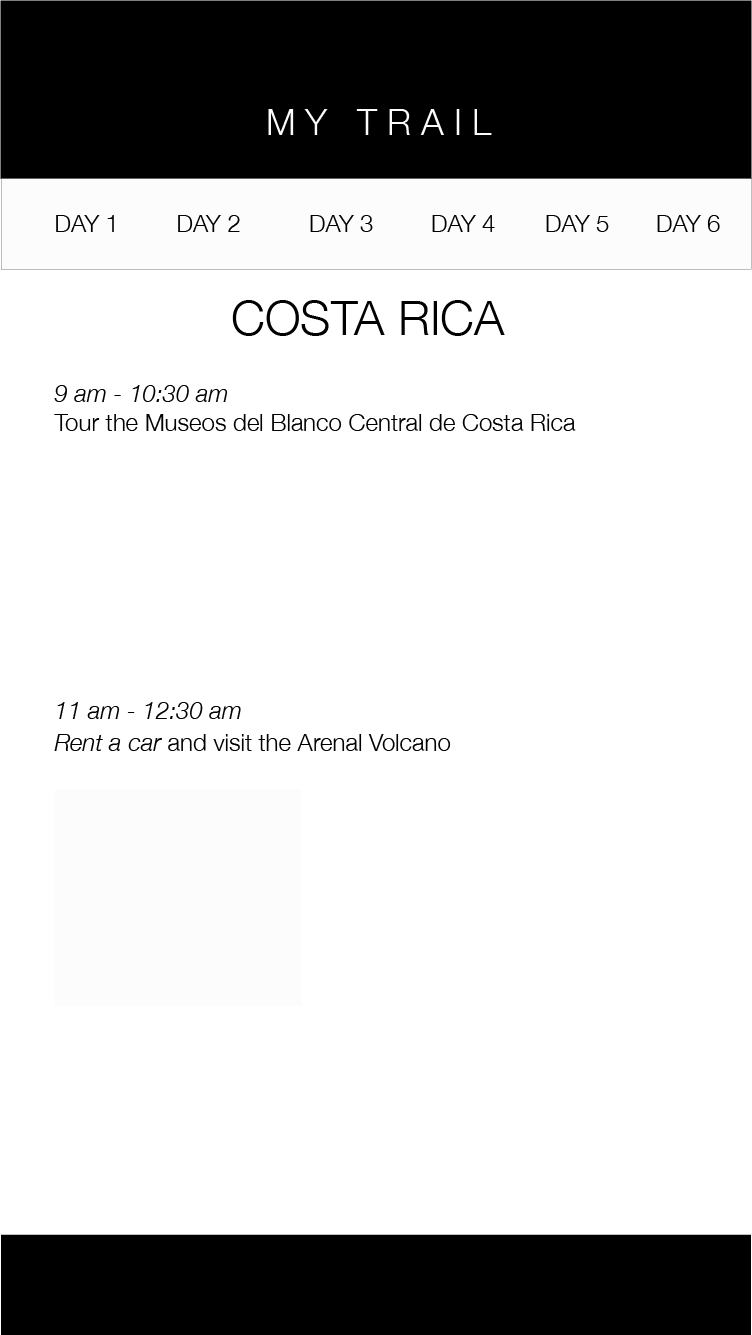 MY TRAIL
DAY 1 DAY 2 DAY 3 DAY 4 DAY 5 DAY 6
COSTA RICA
9 am - 10:30 am
Tour the Museos del Blanco Central de Costa Rica
11 am - 12:30 am
Rent a car and visit the Arenal Volcano